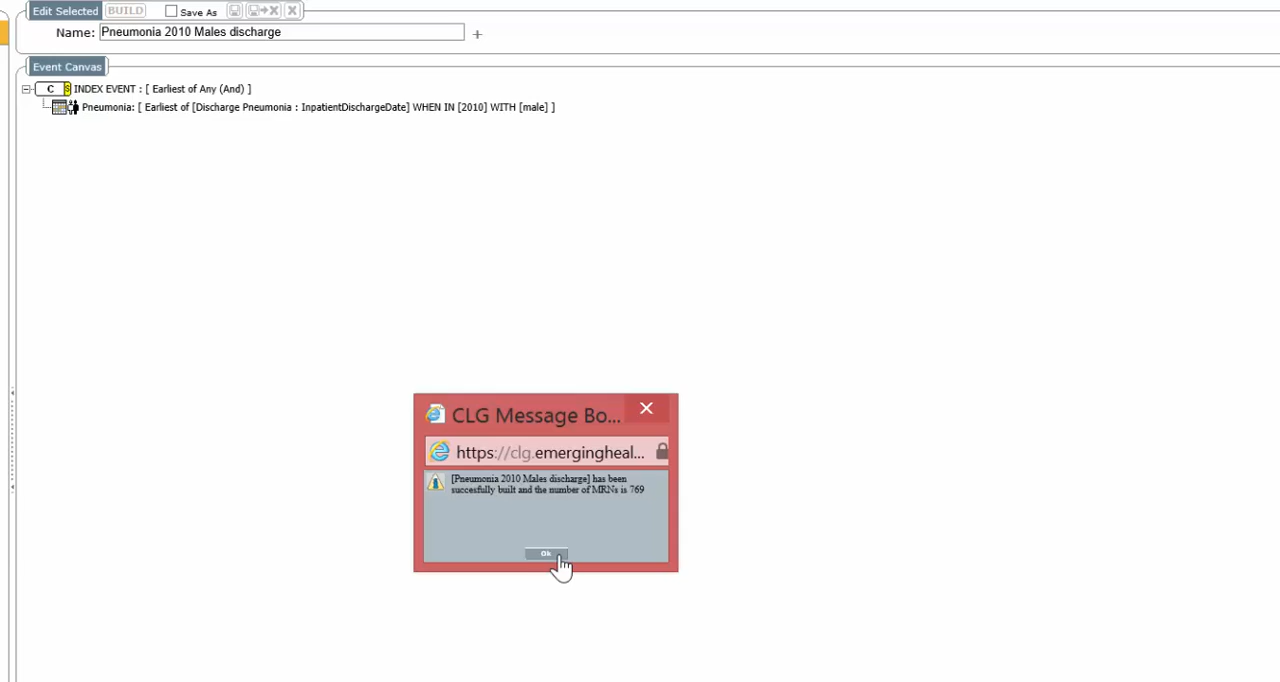 Edit Selected BUILD Save As
Name: Pneumonia 2010 Males discharge +
Event Canvas
C S INDEX EVENT : [ Earliest of Any (And) ]
Pneumonia: [ Earliest of [Discharge Pneumonia : InpatientDischargeDate] WHEN IN [2010] WITH [male] ]
CLG Message Bo...
https://clg.emergingheal...
[Pneumonia 2010 Males discharge] has been
succesfully built and the number of MRNs is 769
Ok